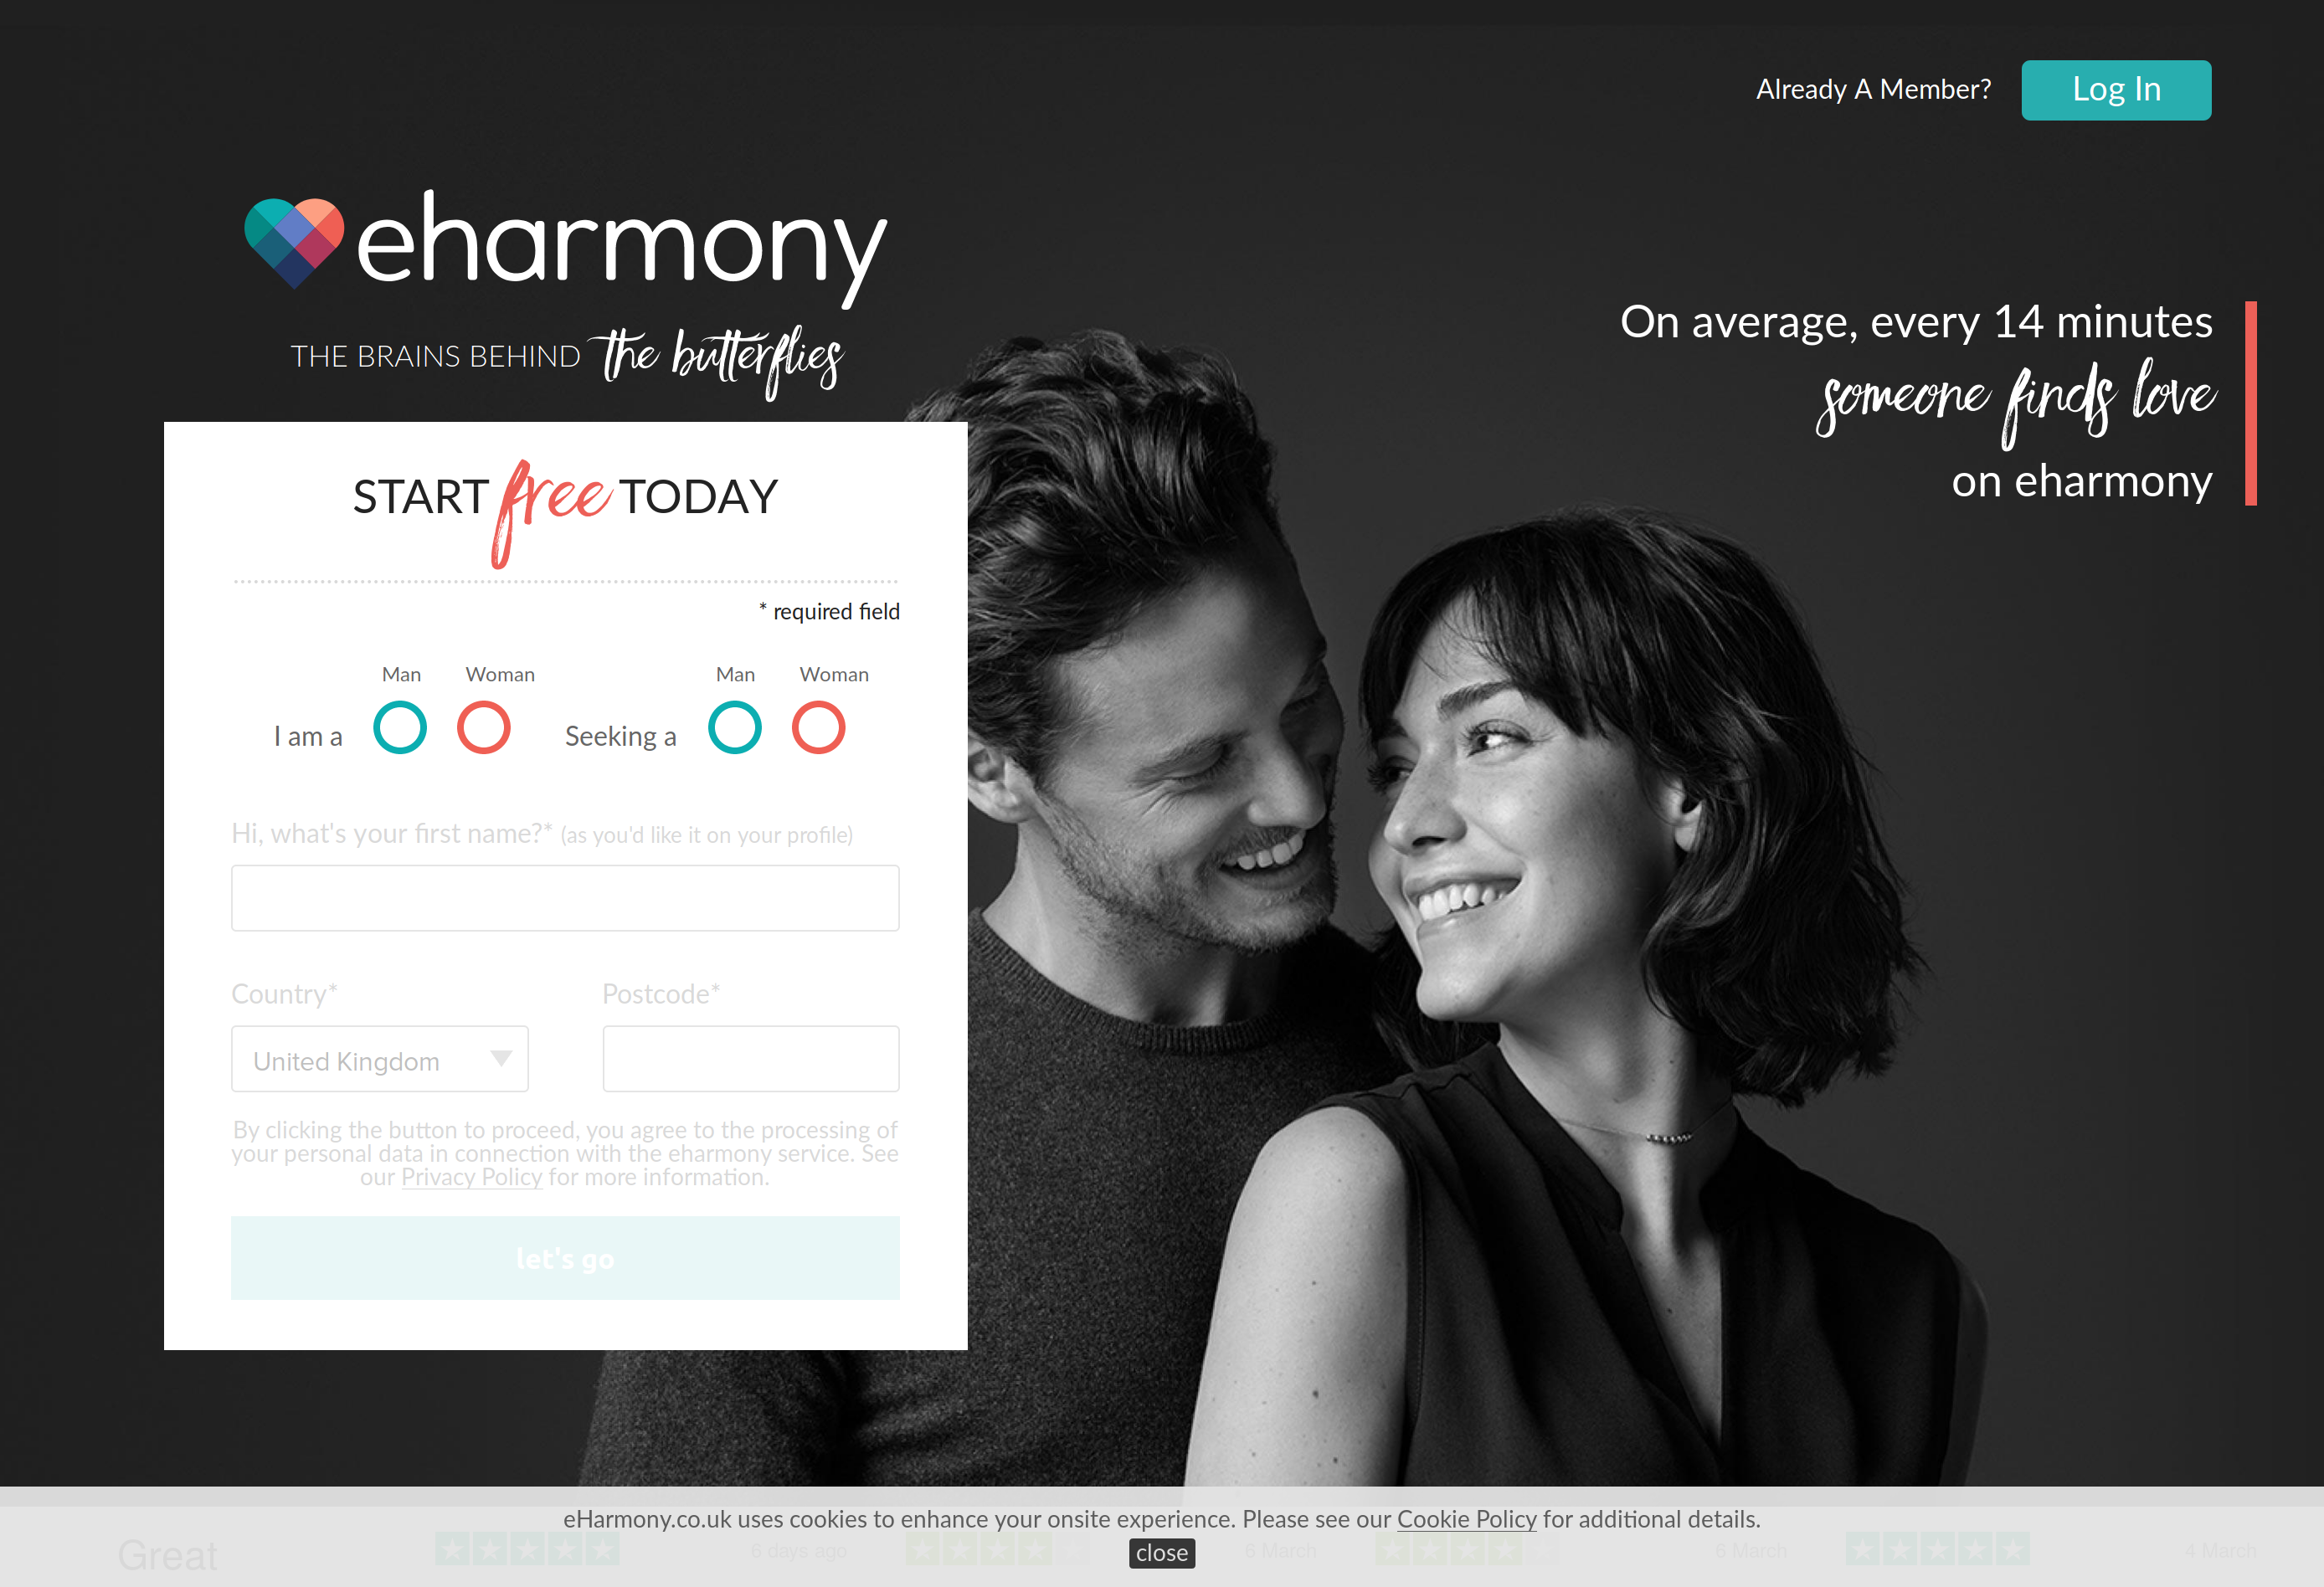 Already A Member?
Log In
eharmony
THE BRAINS BEHIND the butterflies
On average, every 14 minutes
someone finds love
on eharmony
START free TODAY
* required field
Man Woman Man Woman
I am a Seeking a
Hi, what's your first name?* (as you'd like it on your profile)
Country* Postcode*
United Kingdom
By clicking the button to proceed, you agree to the processing of
your personal data in connection with the eharmony service. See
our Privacy Policy for more information.
let's go
eHarmony.co.uk uses cookies to enhance your onsite experience. Please see our Cookie Policy for additional details.
close
Great 6 days ago 6 March 6 March 4 March